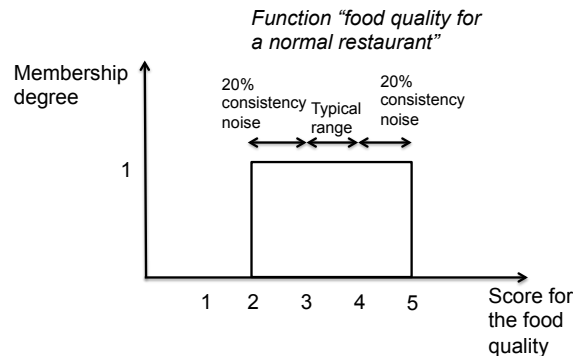 Function “food quality for
a normal restaurant”
Membership
degree
20%
consistency
noise
Typical
range
20%
consistency
noise
1
1 2 3 4 5
Score for
the food
quality